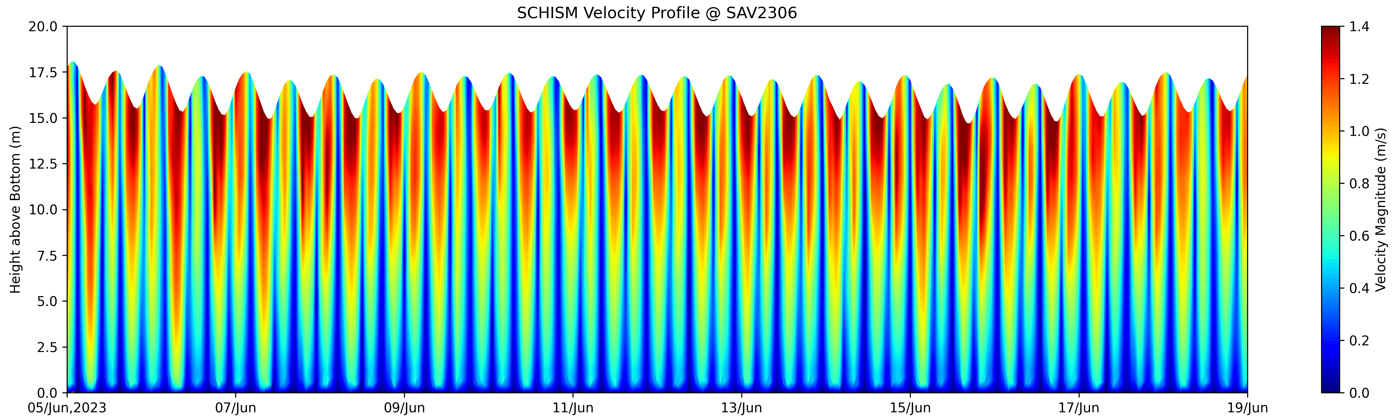 SCHISM Velocity Profile @ SAV2306
20.0
17.5
15.0
12.5
10.0
7.5
5.0
2.5
0.0
Height above Bottom (m)
05/Jun,2023
07/Jun
09/Jun
11/Jun
13/Jun
15/Jun
17/Jun
19/Jun
1.4
1.2
1.0
0.8
0.6
0.4
0.2
0.0
Velocity Magnitude (m/s)